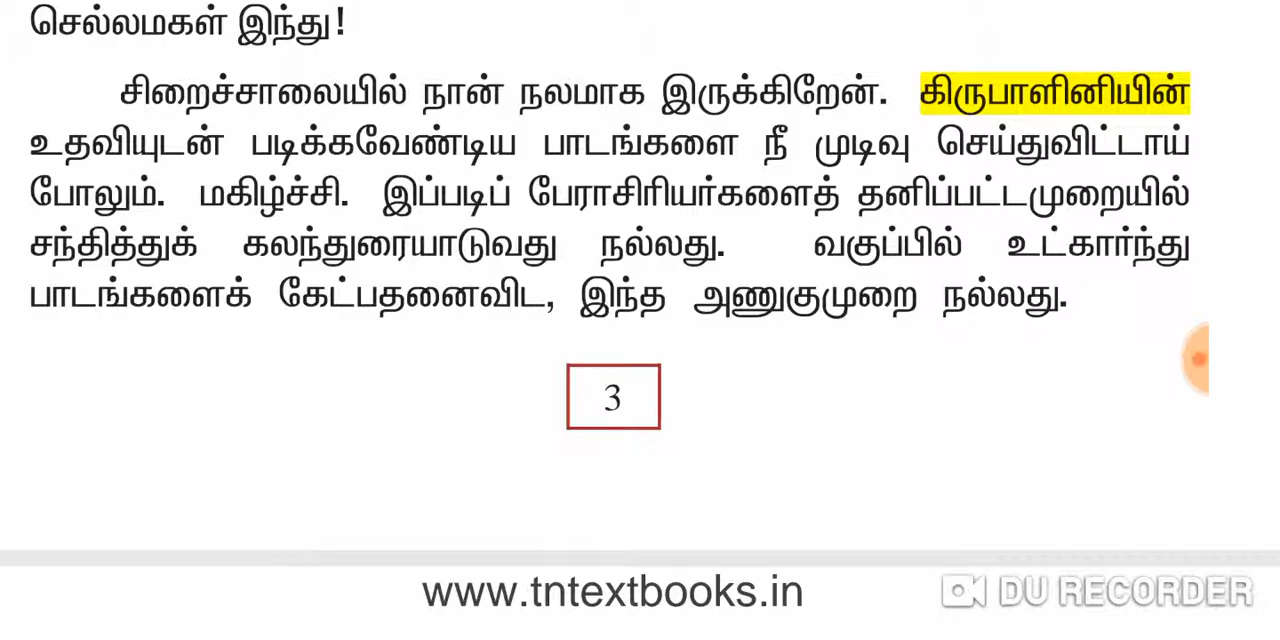 செல்லமகள் இந்து!
சிறைச்சாலையில் நான் நலமாக இருக்கிறேன். கிருபாளினியின்
உதவியுடன் படிக்கவேண்டிய பாடங்களை நீ முடிவு செய்துவிட்டாய்
போலும். மகிழ்ச்சி. இப்படிப் பேராசிரியர்களைத் தனிப்பட்டமுறையில்
சந்தித்துக் கலந்துரையாடுவது நல்லது. வகுப்பில் உட்கார்ந்து
பாடங்களைக் கேட்பதனைவிட, இந்த அணுகுமுறை நல்லது.
3
www.tntextbooks.in
DU RECORDER